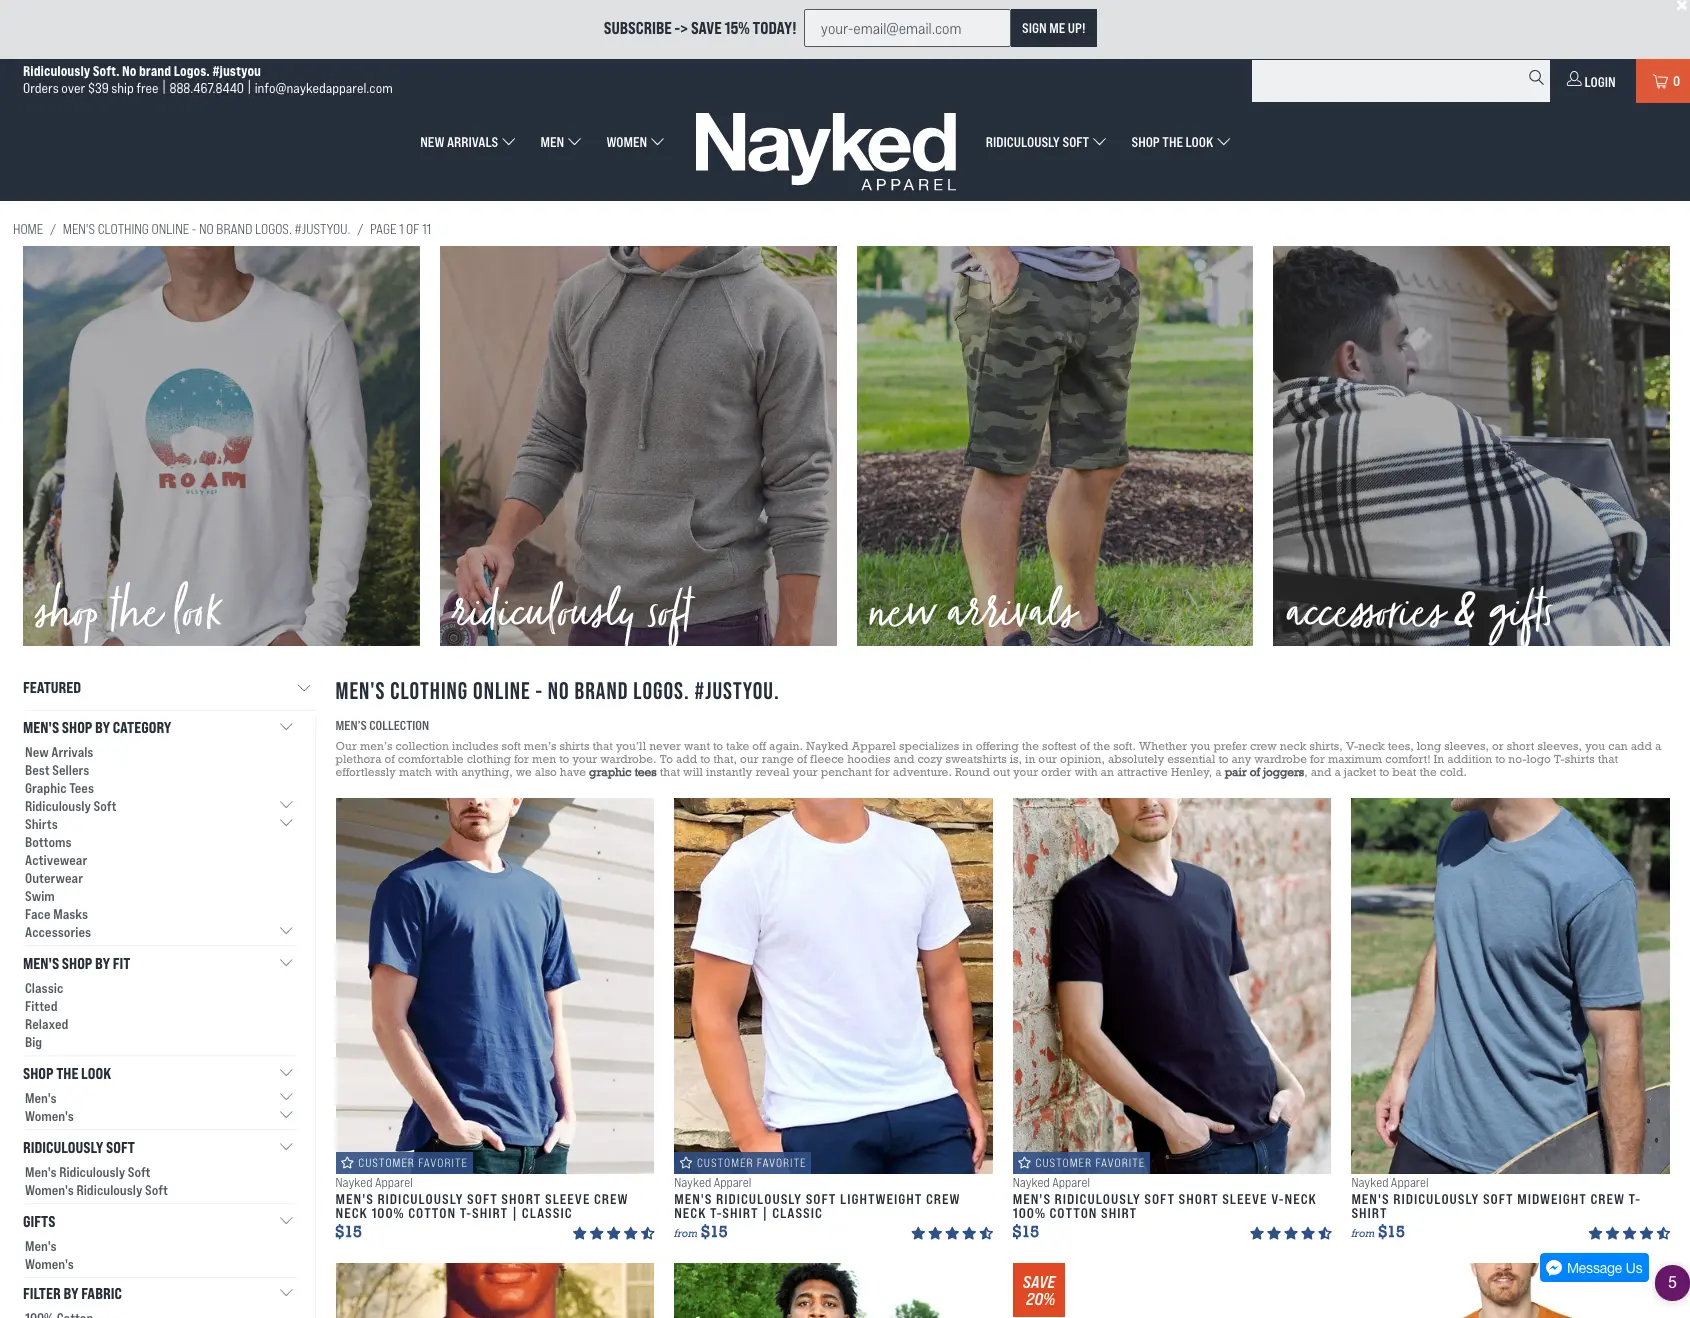 SUBSCRIBE -> SAVE 15% TODAY!
your-email@email.com
SIGN ME UP!
Ridiculously Soft. No brand Logos. #justyou
Orders over $39 ship free | 888.467.8440 | info@naykedapparel.com
LOGIN
0
NEW ARRIVALS
MEN
WOMEN
Nayked
APPAREL
RIDICULOUSLY SOFT
SHOP THE LOOK
HOME / MEN'S CLOTHING ONLINE - NO BRAND LOGOS. #JUSTYOU. / PAGE 1 OF 11
ROAM
shop the look
ridiculously soft
new arrivals
accessories & gifts
FEATURED
MEN'S SHOP BY CATEGORY
New Arrivals
Best Sellers
Graphic Tees
Ridiculously Soft
Shirts
Bottoms
Activewear
Outerwear
Swim
Face Masks
Accessories
MEN'S SHOP BY FIT
Classic
Fitted
Relaxed
Big
SHOP THE LOOK
Men's
Women's
RIDICULOUSLY SOFT
Men's Ridiculously Soft
Women's Ridiculously Soft
GIFTS
Men's
Women's
FILTER BY FABRIC
100% Cotton
MEN'S CLOTHING ONLINE - NO BRAND LOGOS. #JUSTYOU.
MEN'S COLLECTION
Our men's collection includes soft men's shirts that you'll never want to take off again. Nayked Apparel specializes in offering the softest of the soft. Whether you prefer crew neck shirts, V-neck tees, long sleeves, or short sleeves, you can add a
plethora of comfortable clothing for men to your wardrobe. To add to that, our range of fleece hoodies and cozy sweatshirts is, in our opinion, absolutely essential to any wardrobe for maximum comfort! In addition to no-logo T-shirts that
effortlessly match with anything, we also have graphic tees that will instantly reveal your penchant for adventure. Round out your order with an attractive Henley, a pair of joggers, and a jacket to beat the cold.
CUSTOMER FAVORITE
Nayked Apparel
MEN'S RIDICULOUSLY SOFT SHORT SLEEVE CREW
NECK 100% COTTON T-SHIRT | CLASSIC
$15
CUSTOMER FAVORITE
Nayked Apparel
MEN'S RIDICULOUSLY SOFT LIGHTWEIGHT CREW
NECK T-SHIRT | CLASSIC
from $15
CUSTOMER FAVORITE
Nayked Apparel
MEN'S RIDICULOUSLY SOFT SHORT SLEEVE V-NECK
100% COTTON SHIRT
$15
Nayked Apparel
MEN'S RIDICULOUSLY SOFT MIDWEIGHT CREW T-
SHIRT
from $15
SAVE
20%
Message Us
5